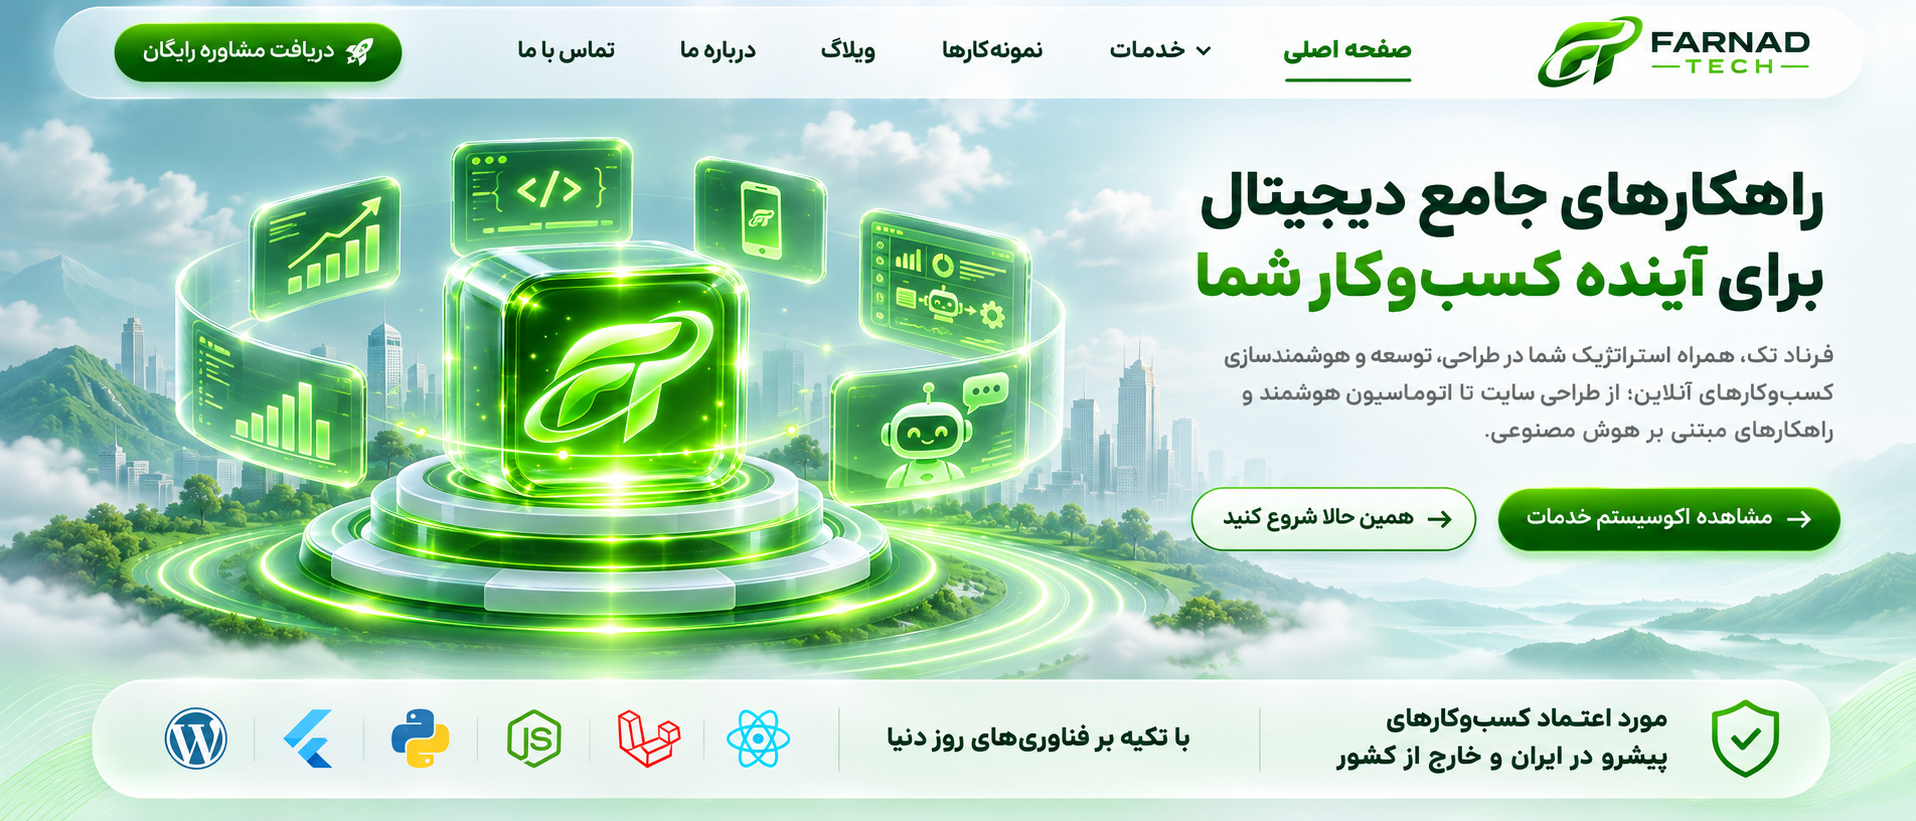 FARNAD
TECH
صفحه اصلی
خدمات
نمونه‌کارها
وبلاگ
درباره ما
تماس با ما
دریافت مشاوره رایگان
راهکارهای جامع دیجیتال
برای آینده کسب‌وکار شما
فرناد تک، همراه استراتژیک شما در طراحی، توسعه و هوشمندسازی
کسب‌وکارهای آنلاین؛ از طراحی سایت تا اتوماسیون هوشمند و
راهکارهای مبتنی بر هوش مصنوعی.
مشاهده اکوسیستم خدمات
همین حالا شروع کنید
{ </> }
مورد اعتماد کسب‌وکارهای
پیشرو در ایران و خارج از کشور
با تکیه بر فناوری‌های روز دنیا
JS
W